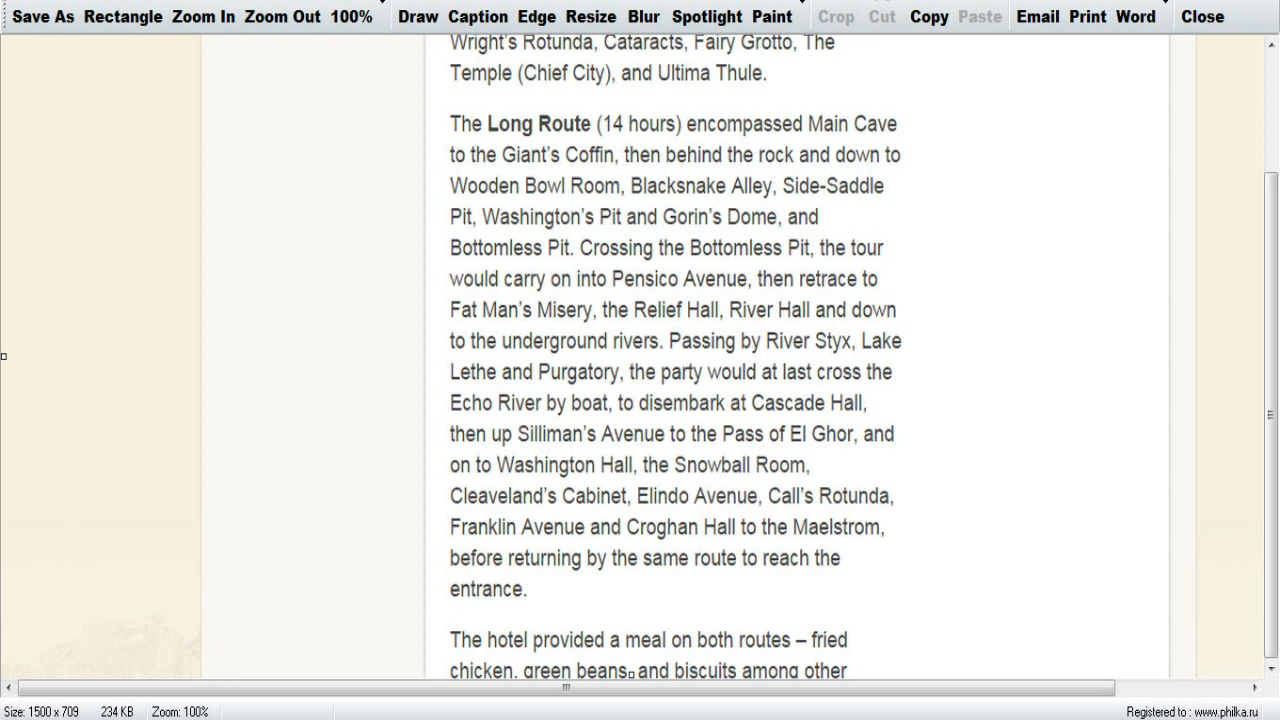 Save As Rectangle Zoom In Zoom Out 100% Draw Caption Edge Resize Blur Spotlight Paint Crop Cut Copy Paste Email Print Word Close
Wright's Rotunda, Cataracts, Fairy Grotto, The
Temple (Chief City), and Ultima Thule.
The Long Route (14 hours) encompassed Main Cave
to the Giant's Coffin, then behind the rock and down to
Wooden Bowl Room, Blacksnake Alley, Side-Saddle
Pit, Washington's Pit and Gorin's Dome, and
Bottomless Pit. Crossing the Bottomless Pit, the tour
would carry on into Pensico Avenue, then retrace to
Fat Man's Misery, the Relief Hall, River Hall and down
to the underground rivers. Passing by River Styx, Lake
Lethe and Purgatory, the party would at last cross the
Echo River by boat, to disembark at Cascade Hall,
then up Silliman's Avenue to the Pass of El Ghor, and
on to Washington Hall, the Snowball Room,
Cleaveland's Cabinet, Elindo Avenue, Call's Rotunda,
Franklin Avenue and Croghan Hall to the Maelstrom,
before returning by the same route to reach the
entrance.
The hotel provided a meal on both routes – fried
chicken, green beans, and biscuits among other
Size: 1500 x 709 234 KB Zoom: 100% Registered to : www.philka.ru